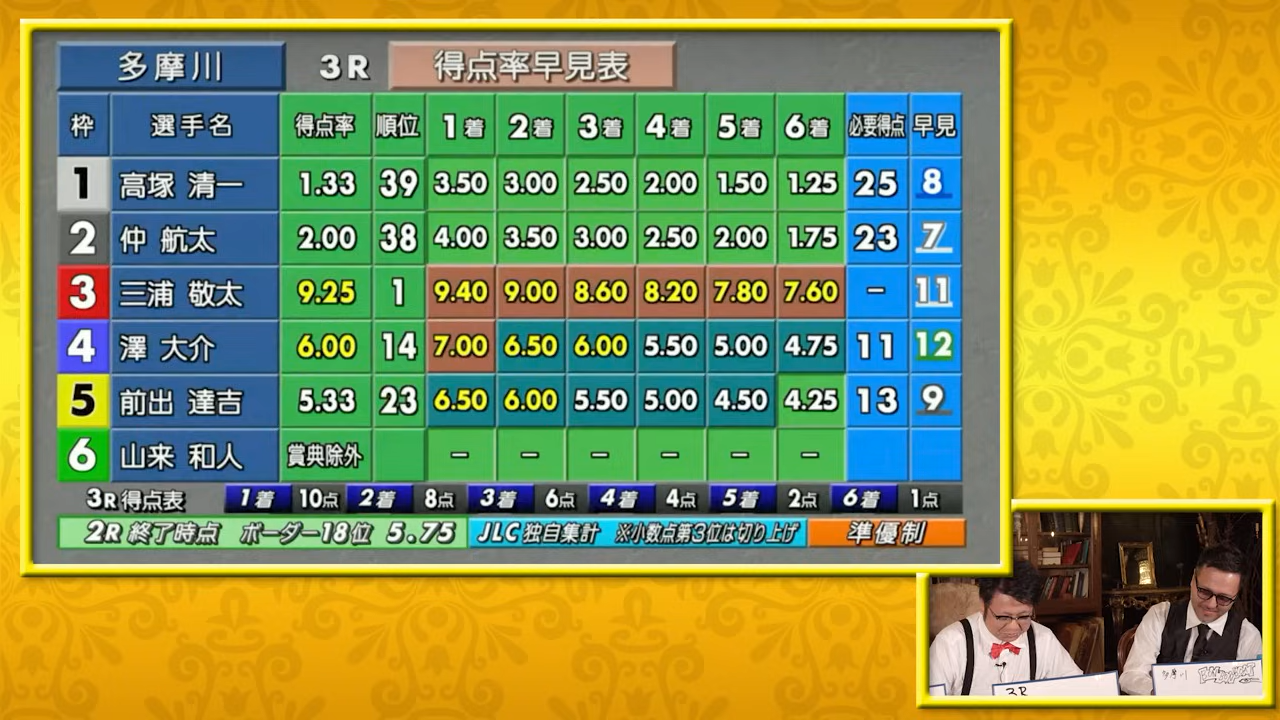 多摩川 3R 得点率早見表
枠 選手名 得点率 順位 1着 2着 3着 4着 5着 6着 必要得点 早見
1 高塚 清一 1.33 39 3.50 3.00 2.50 2.00 1.50 1.25 25 8
2 仲 航太 2.00 38 4.00 3.50 3.00 2.50 2.00 1.75 23 7
3 三浦 敬太 9.25 1 9.40 9.00 8.60 8.20 7.80 7.60 － 11
4 澤 大介 6.00 14 7.00 6.50 6.00 5.50 5.00 4.75 11 12
5 前出 達吉 5.33 23 6.50 6.00 5.50 5.00 4.50 4.25 13 9
6 山来 和人 賞典除外 － － － － － －
3R得点表 1着 10点 2着 8点 3着 6点 4着 4点 5着 2点 6着 1点
2R終了時点 ボーダー18位 5.75 JLC独自集計 ※小数点第3位は切り上げ 準優制
3R
多摩川